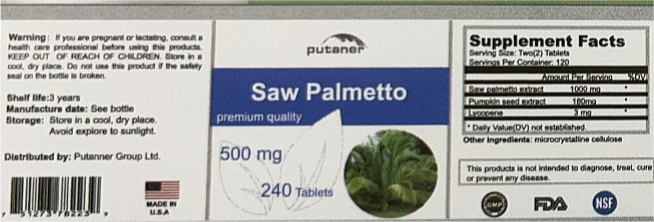 Warning: If you are pregnant or lactating, consult a
health care professional before using this products.
KEEP OUT OF REACH OF CHILDREN. Store in a
cool, dry place. Do not use this product if the safety
seal on the bottle is broken.
Shelf life:3 years
Manufacture date: See bottle
Storage: Store in a cool, dry place.
Avoid explore to sunlight.
Distributed by: Putanner Group Ltd.
MADE IN
U.S.A
putaner
Saw Palmetto
premium quality
500 mg
240 Tablets
Supplement Facts
Serving Size: Two(2) Tablets
Servings Per Container: 120
Amount Per Serving %DV
Saw palmetto extract 1000 mg *
Pumpkin seed extract 160mg *
Lycopene 3 mg *
* Daily Value(DV) not established.
Other Ingredients: microcrystalline cellulose
This products is not intended to diagnose, treat, cure
or prevent any disease.
GMP FDA NSF